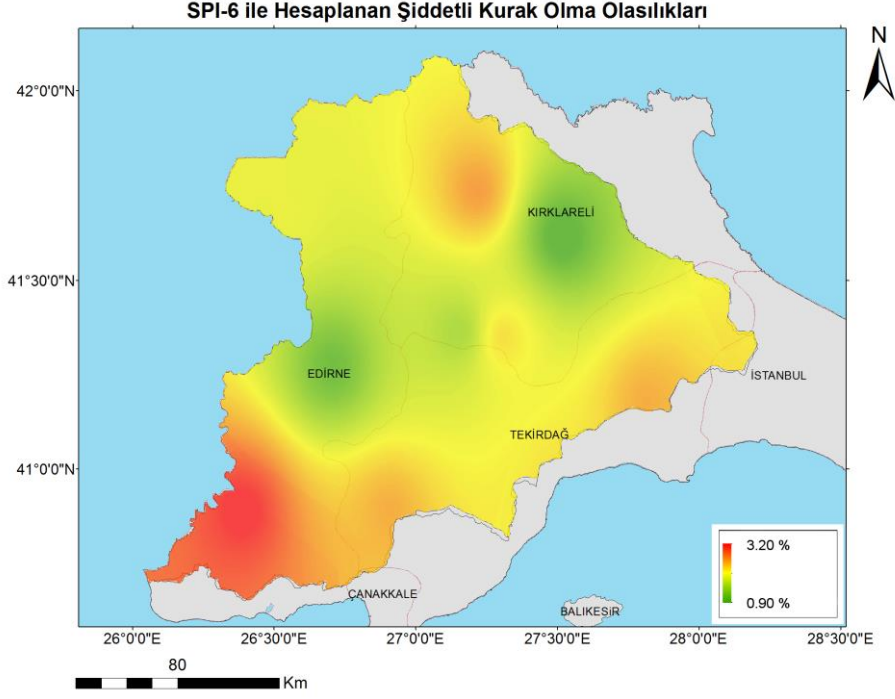 SPI-6 ile Hesaplanan Şiddetli Kurak Olma Olasılıkları
N
42°0'0"N
KIRKLARELİ
41°30'0"N
EDİRNE
İSTANBUL
TEKİRDAĞ
41°0'0"N
3.20 %
0.90 %
ÇANAKKALE
BALIKESİR
26°0'0"E 26°30'0"E 27°0'0"E 27°30'0"E 28°0'0"E 28°30'0"E
80
Km